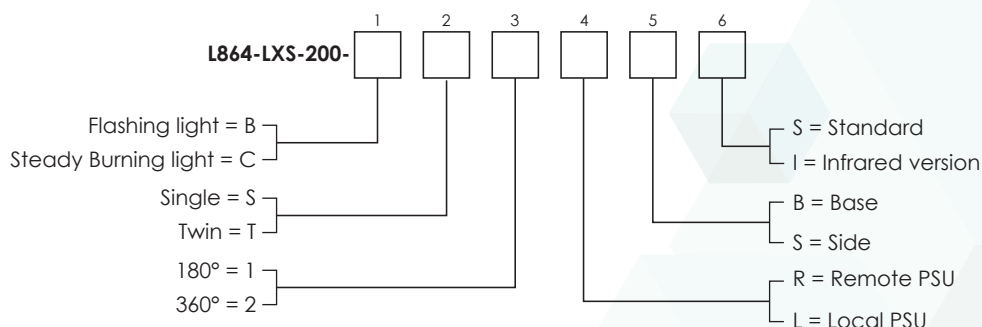 1 2 3 4 5 6
L864-LXS-200-
Flashing light = B
Steady Burning light = C
Single = S
Twin = T
180° = 1
360° = 2
S = Standard
I = Infrared version
B = Base
S = Side
R = Remote PSU
L = Local PSU